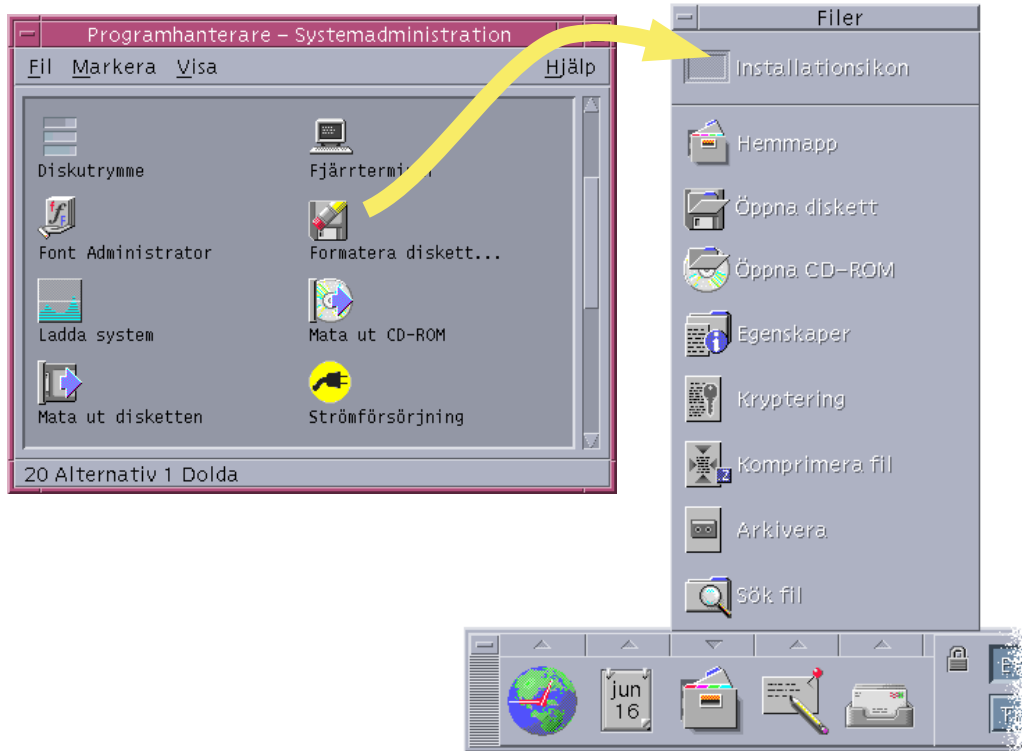 Programhanterare – Systemadministration
Fil Markera Visa Hjälp
Diskutrymme
Fjärrterminal
Font Administrator
Formatera diskett...
Ladda system
Mata ut CD-ROM
Mata ut disketten
Strömförsörjning
20 Alternativ 1 Dolda
Filer
Installationsikon
Hemmapp
Öppna diskett
Öppna CD-ROM
Egenskaper
Kryptering
Komprimera fil
Arkivera
Sök fil
jun
16